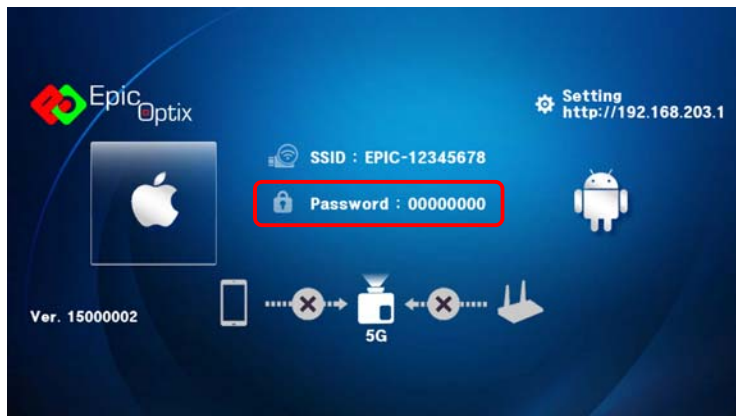 Epic
Optix
Setting
http://192.168.203.1
SSID : EPIC-12345678
Password : 00000000
Ver. 15000002
5G